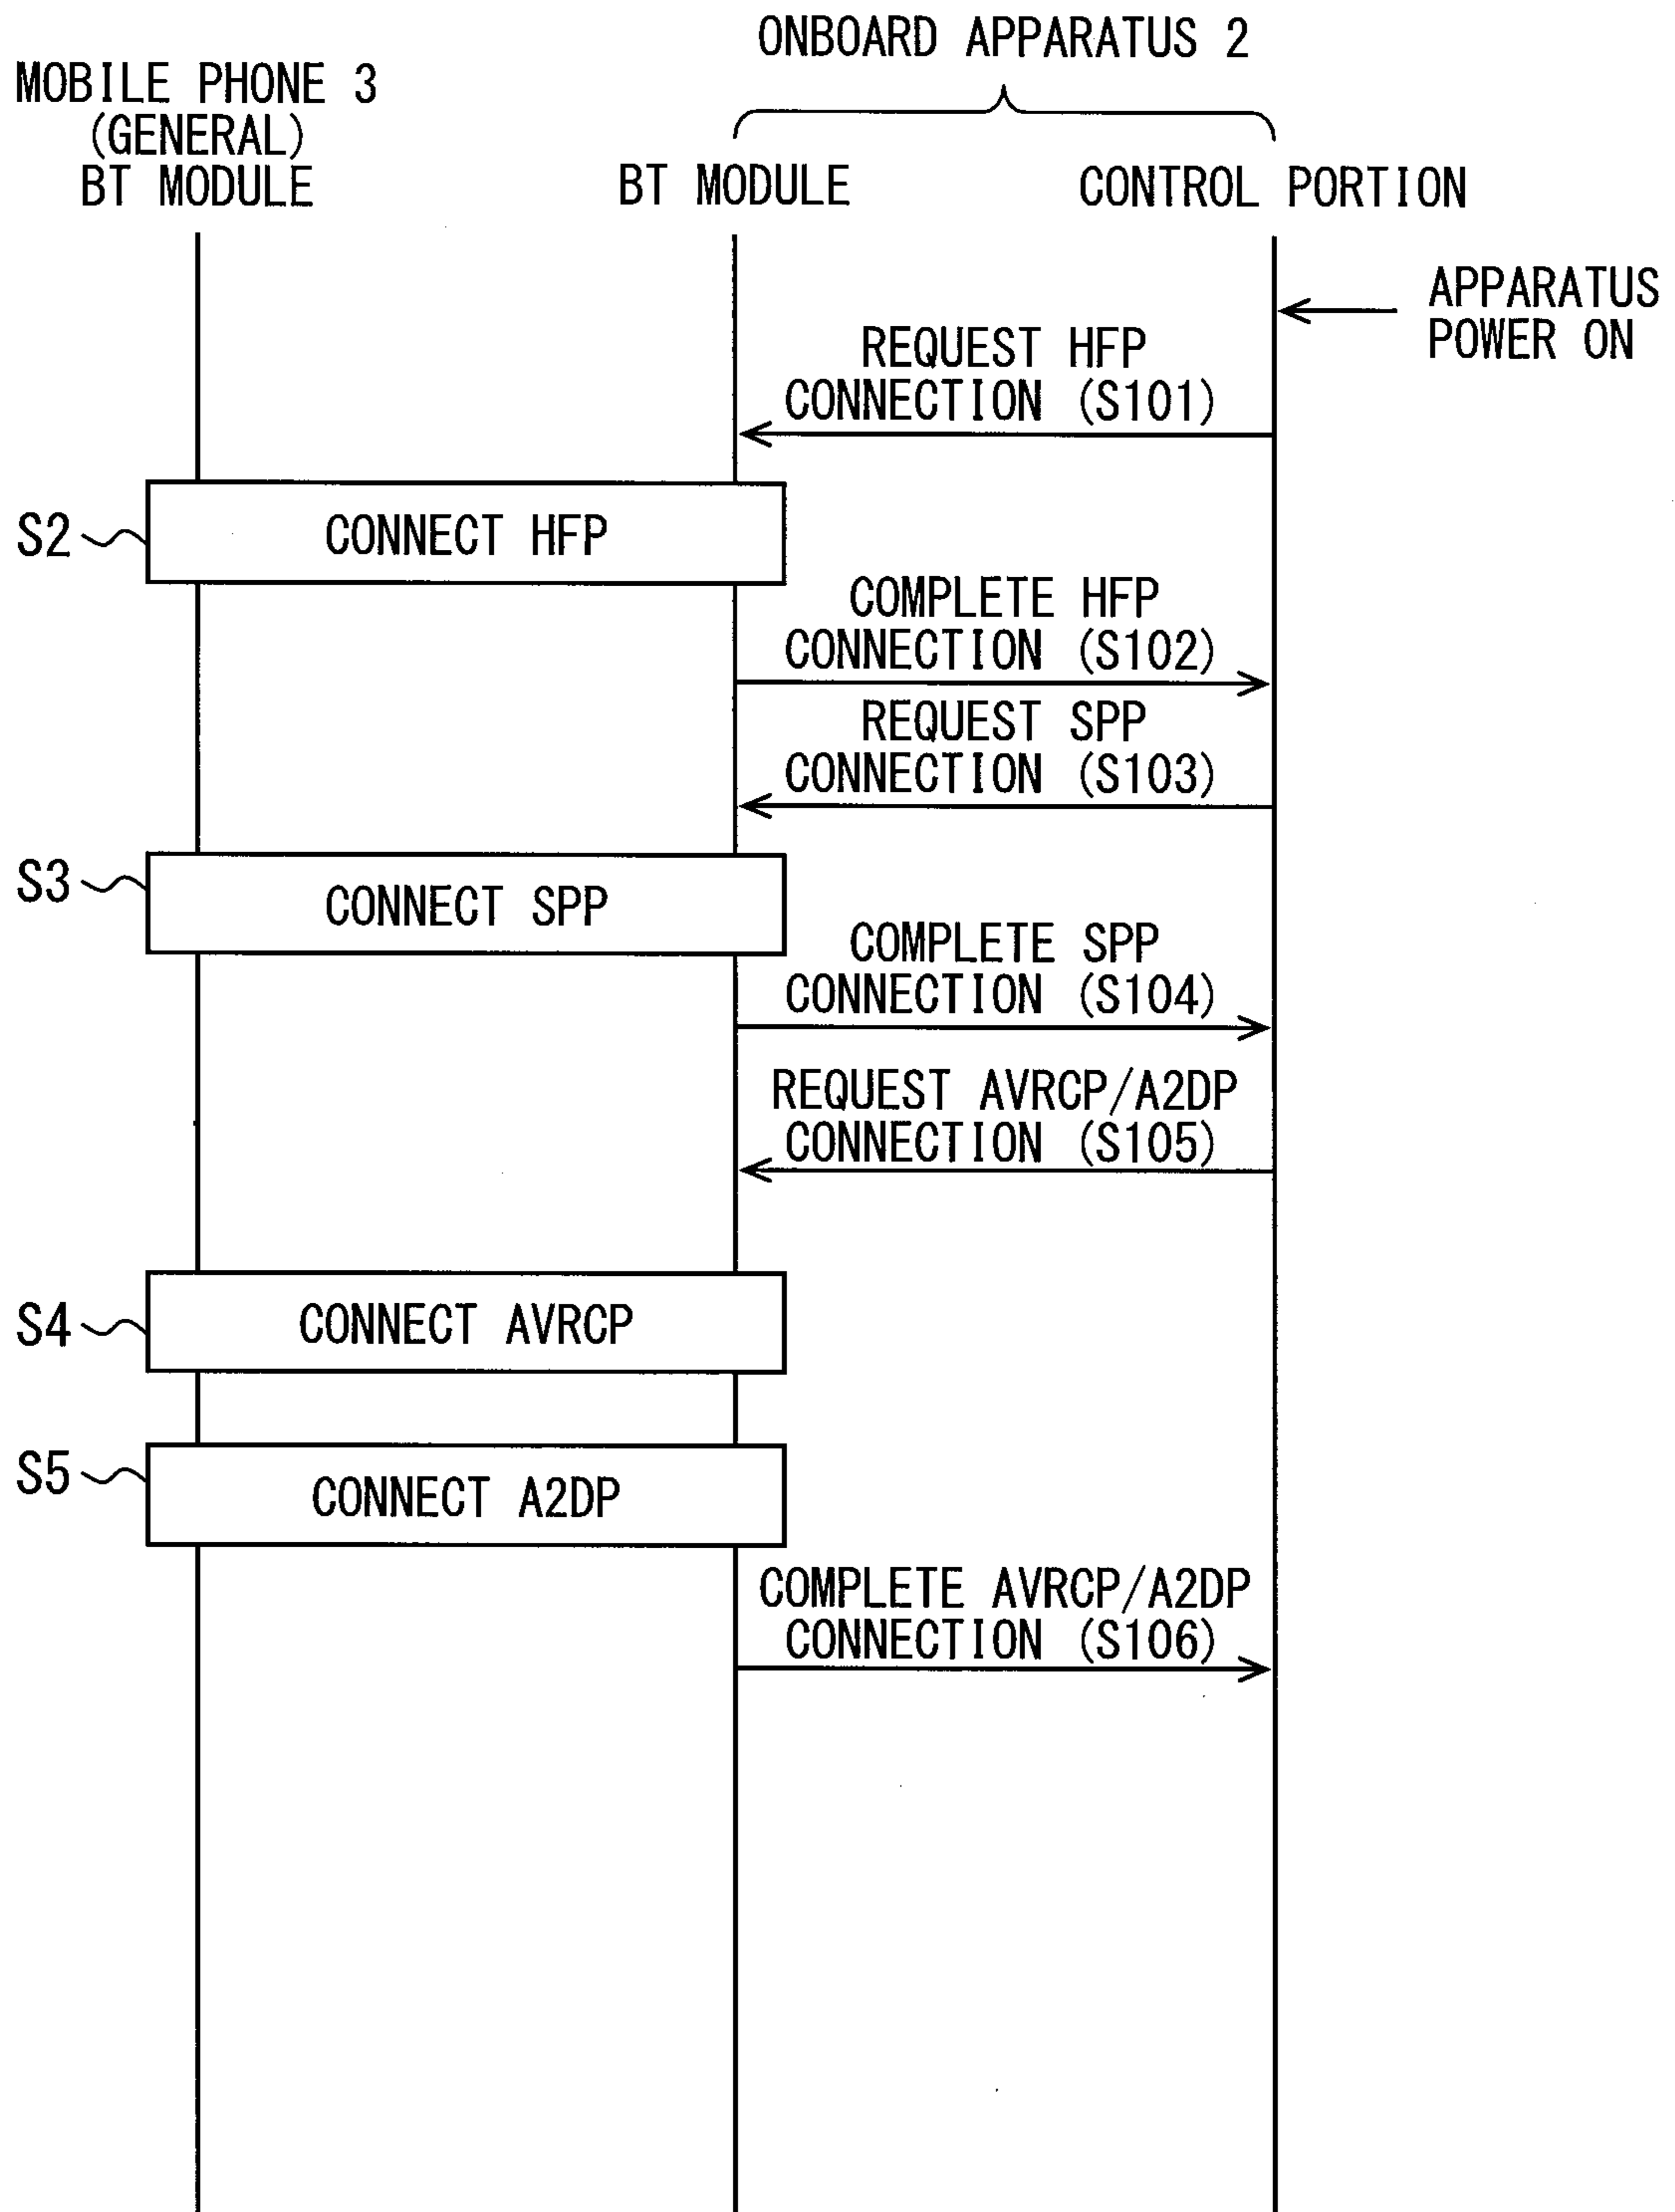 ONBOARD APPARATUS 2
MOBILE PHONE 3
(GENERAL)
BT MODULE
BT MODULE
CONTROL PORTION
APPARATUS
POWER ON
REQUEST HFP
CONNECTION (S101)
S2
CONNECT HFP
COMPLETE HFP
CONNECTION (S102)
REQUEST SPP
CONNECTION (S103)
S3
CONNECT SPP
COMPLETE SPP
CONNECTION (S104)
REQUEST AVRCP/A2DP
CONNECTION (S105)
S4
CONNECT AVRCP
S5
CONNECT A2DP
COMPLETE AVRCP/A2DP
CONNECTION (S106)